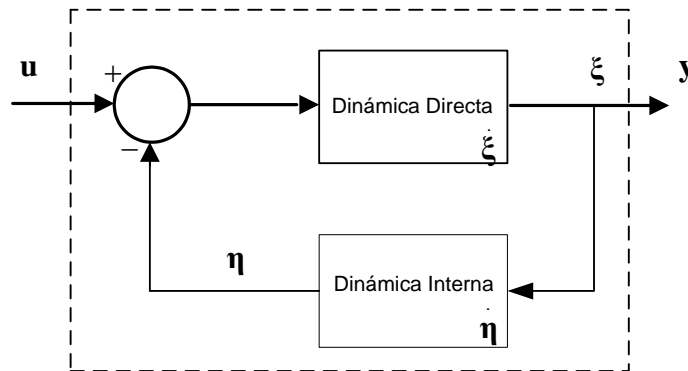 u
+
−
Dinámica Directa
ξ̇
ξ
y
η
Dinámica Interna
η̇